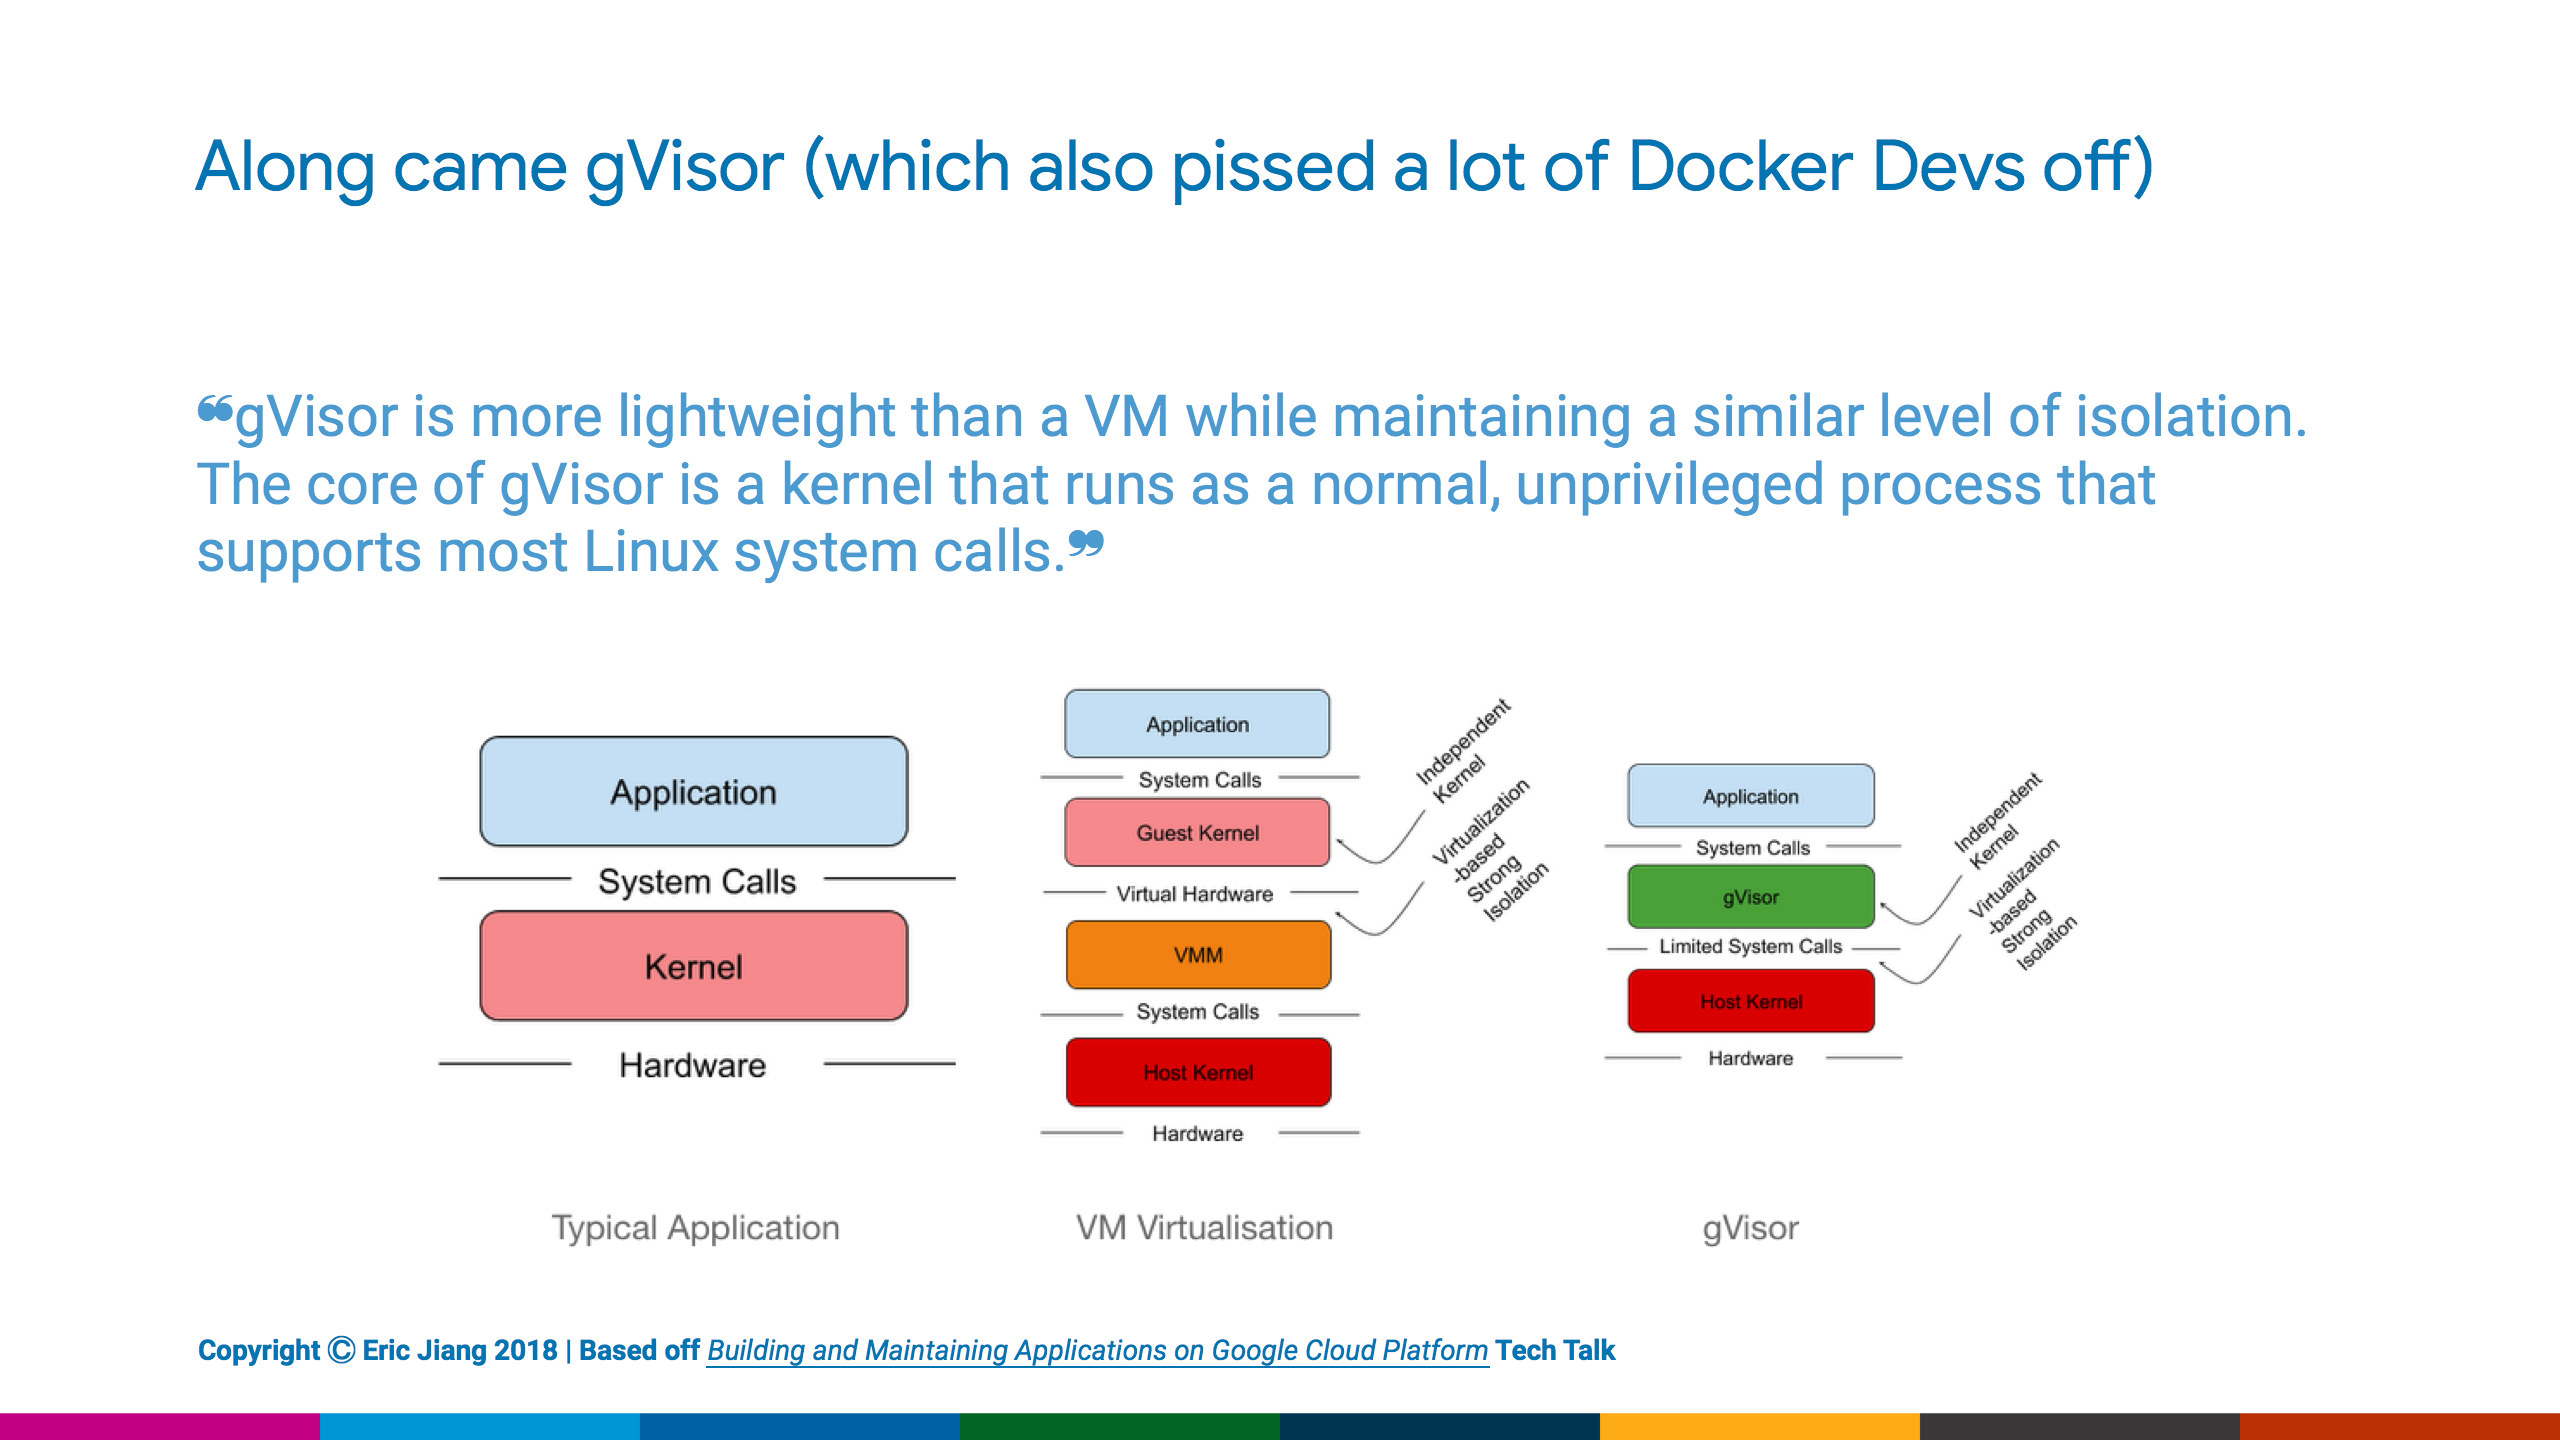 Along came gVisor (which also pissed a lot of Docker Devs off)
❝gVisor is more lightweight than a VM while maintaining a similar level of isolation.
The core of gVisor is a kernel that runs as a normal, unprivileged process that
supports most Linux system calls.❞
Application
System Calls
Kernel
Hardware
Typical Application
Application
System Calls
Guest Kernel
Virtual Hardware
VMM
System Calls
Host Kernel
Hardware
Independent
Kernel
Virtualization
-based
Strong
Isolation
VM Virtualisation
Application
System Calls
gVisor
Limited System Calls
Host Kernel
Hardware
Independent
Kernel
Virtualization
-based
Strong
Isolation
gVisor
Copyright © Eric Jiang 2018 | Based off Building and Maintaining Applications on Google Cloud Platform Tech Talk